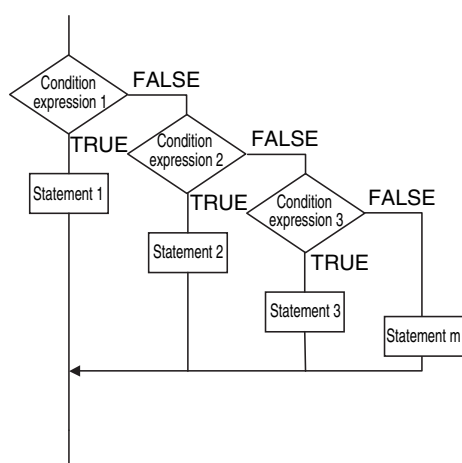 Condition
expression 1
FALSE
TRUE
Statement 1
Condition
expression 2
FALSE
TRUE
Statement 2
Condition
expression 3
FALSE
TRUE
Statement 3
Statement m